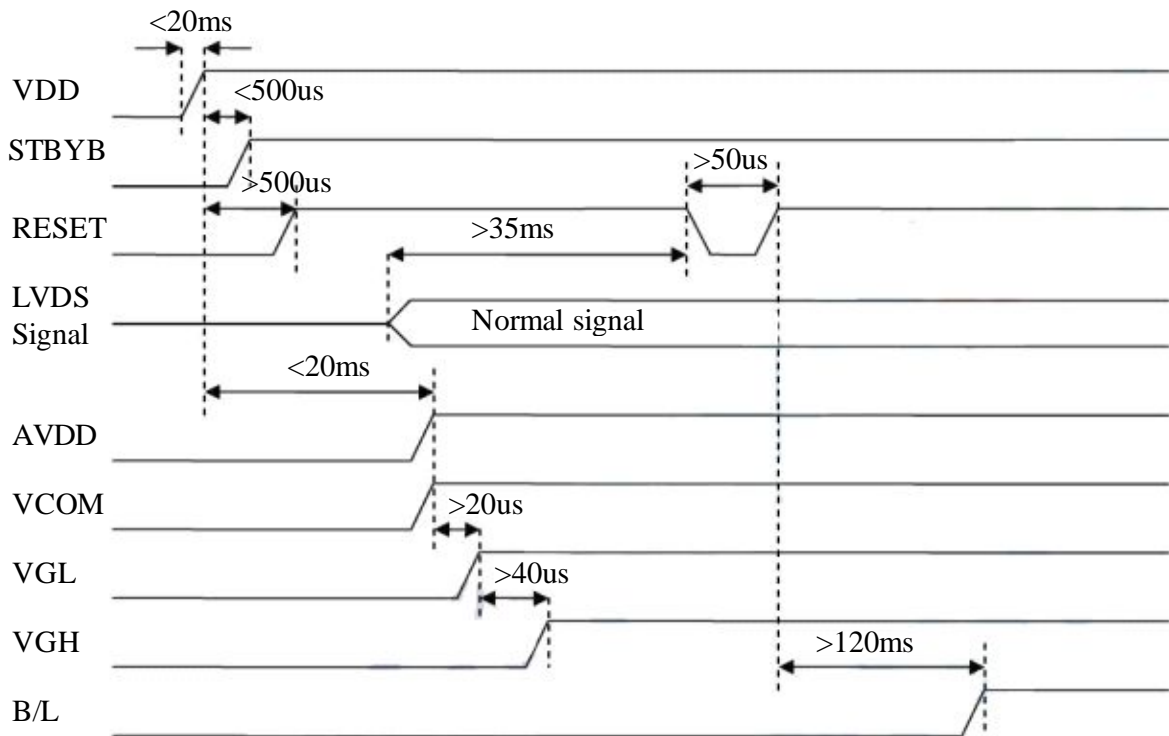 <20ms
VDD
<500us
STBYB
>50us
>500us
RESET
>35ms
LVDS
Signal
Normal signal
<20ms
AVDD
VCOM
>20us
VGL
>40us
VGH
>120ms
B/L